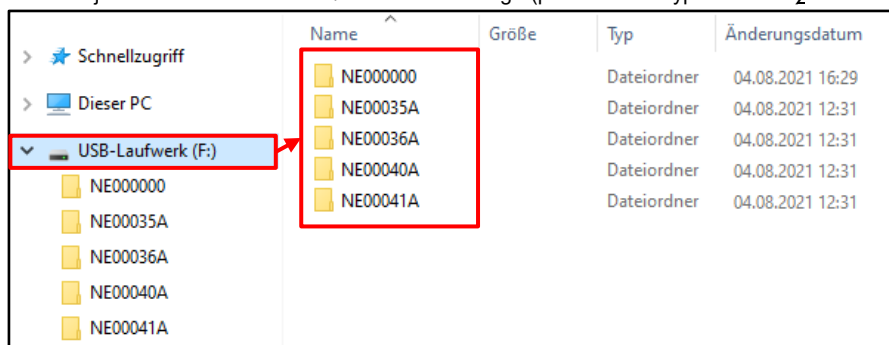 Name Größe Typ Änderungsdatum
Schnellzugriff
Dieser PC
USB-Laufwerk (F:)
NE000000
NE00035A
NE00036A
NE00040A
NE00041A
NE000000 Dateiordner 04.08.2021 16:29
NE00035A Dateiordner 04.08.2021 12:31
NE00036A Dateiordner 04.08.2021 12:31
NE00040A Dateiordner 04.08.2021 12:31
NE00041A Dateiordner 04.08.2021 12:31